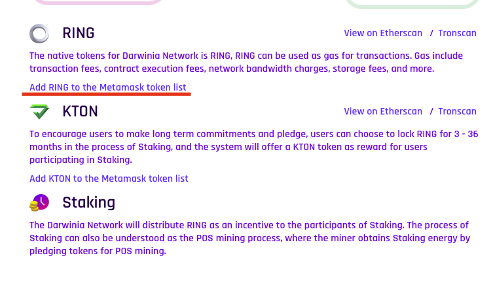 RING
View on Etherscan / Tronscan
The native tokens for Darwinia Network is RING, RING can be used as gas for transactions. Gas include
transaction fees, contract execution fees, network bandwidth charges, storage fees, and more.
Add RING to the Metamask token list
KTON
View on Etherscan / Tronscan
To encourage users to make long term commitments and pledge, users can choose to lock RING for 3 - 36
months in the process of Staking, and the system will offer a KTON token as reward for users
participating in Staking.
Add KTON to the Metamask token list
Staking
The Darwinia Network will distribute RING as an incentive to the participants of Staking. The process of
Staking can also be understood as the POS mining process, where the miner obtains Staking energy by
pledging tokens for POS mining.